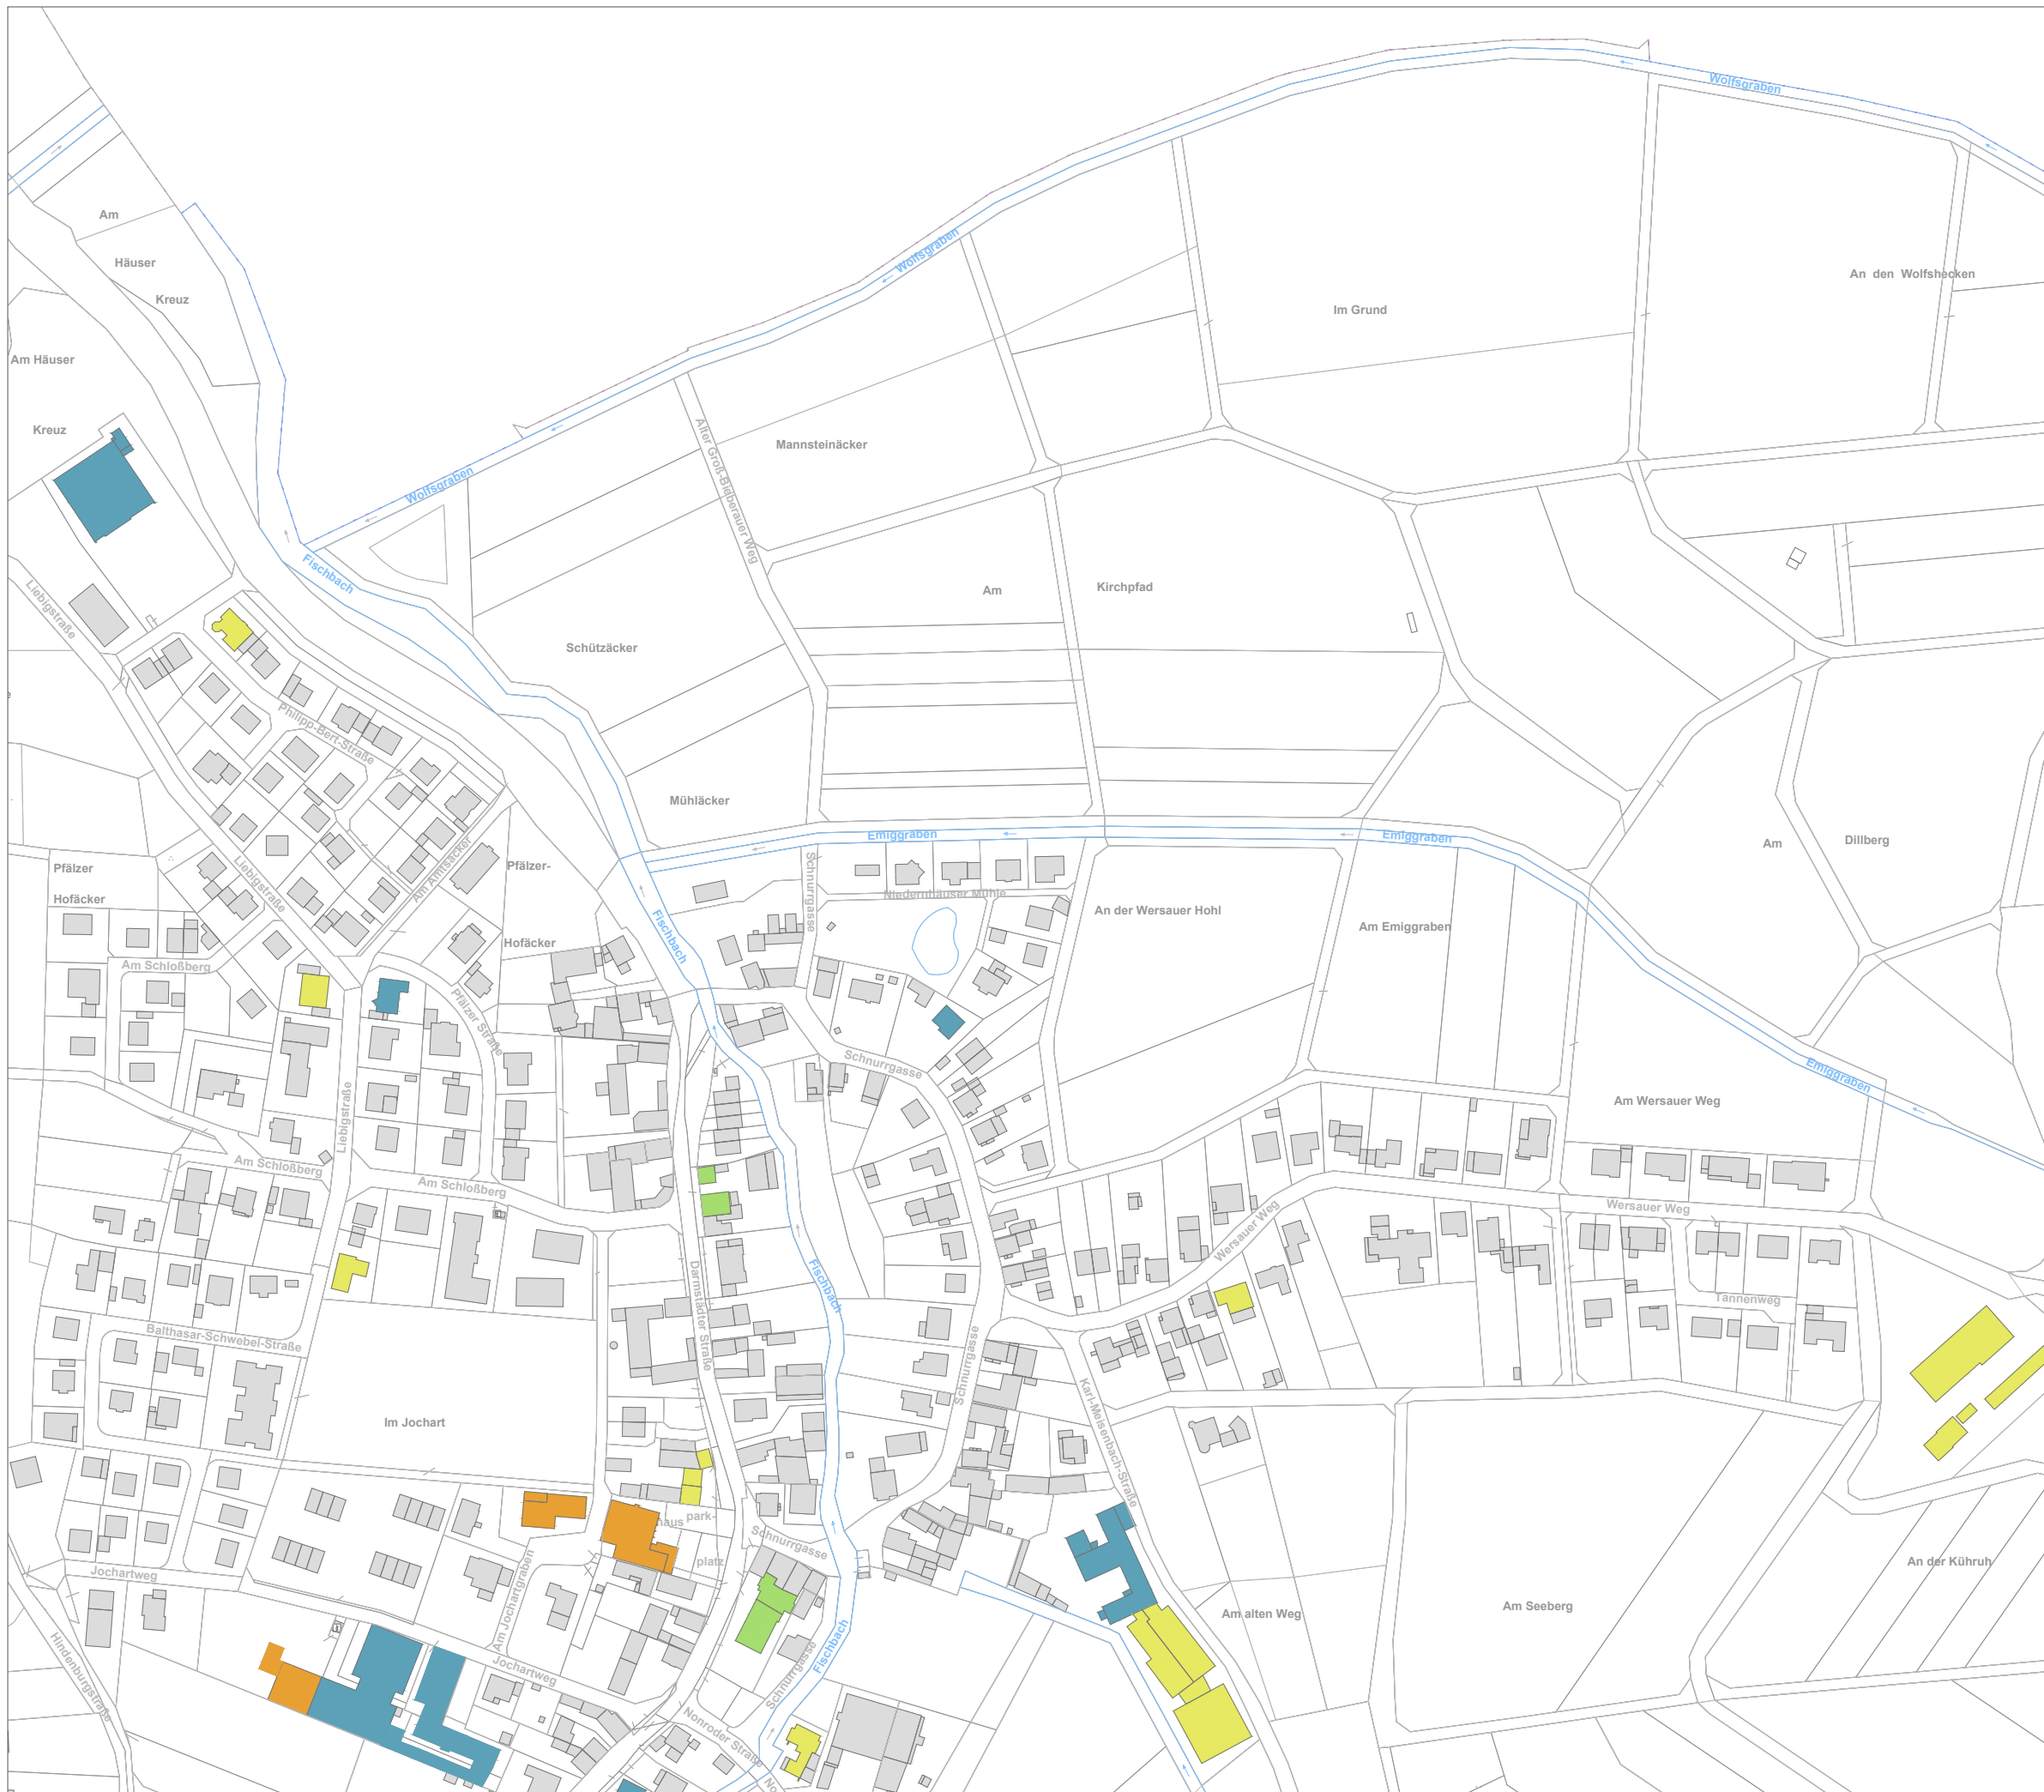 Wolfsgraben
Am
Häuser
Kreuz
Wolfsgraben
An den Wolfshecken
Im Grund
Am Häuser
Kreuz
Mannsteinäcker
Alter Groß-Bieberauer Weg
Wolfsgraben
Fischbach
Liebigstraße
Am
Kirchpfad
Schützäcker
Philipp-Bert-Straße
Mühläcker
Emiggraben
Emiggraben
Am
Dillberg
Pfälzer
Hofäcker
Liebigstraße
Am Amtsäcker
Pfälzer-
Hofäcker
Schnurrgasse
Niedernhäuser Mühle
An der Wersauer Hohl
Am Emiggraben
Fischbach
Am Schloßberg
Pfälzer Straße
Schnurrgasse
Emiggraben
Am Wersauer Weg
Liebigstraße
Am Schloßberg
Am Schloßberg
Wersauer Weg
Wersauer Weg
Fischbach
Darmstädter Straße
Tannenweg
Balthasar-Schwebel-Straße
Schnurrgasse
Im Jochart
Karl-Meisenbach-Straße
park-
haus
platz
Schnurrgasse
Jochartweg
Am Jochartgraben
An der Kühruh
Am Seeberg
Am alten Weg
Hindenburgstraße
Jochartweg
Schnurrgasse
Fischbach
Nonroder Straße
No